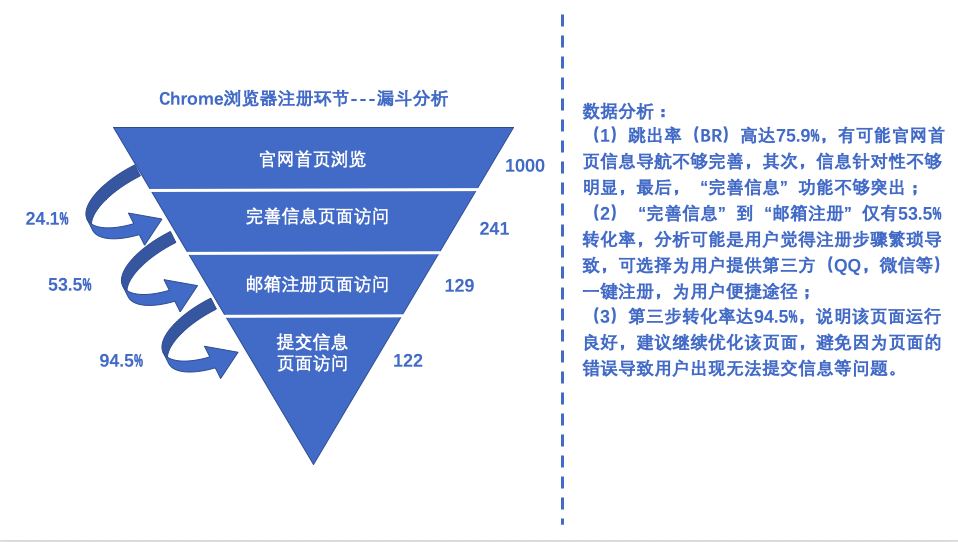 Chrome浏览器注册环节---漏斗分析
官网首页浏览
1000
24.1%
完善信息页面访问
241
53.5%
邮箱注册页面访问
129
94.5%
提交信息
页面访问
122
数据分析：
（1）跳出率（BR）高达75.9%，有可能官网首
页信息导航不够完善，其次，信息针对性不够
明显，最后， “完善信息”功能不够突出；
（2） “完善信息”到“邮箱注册”仅有53.5%
转化率，分析可能是用户觉得注册步骤繁琐导
致，可选择为用户提供第三方（QQ，微信等）
一键注册，为用户便捷途径；
（3）第三步转化率达94.5%，说明该页面运行
良好，建议继续优化该页面，避免因为页面的
错误导致用户出现无法提交信息等问题。